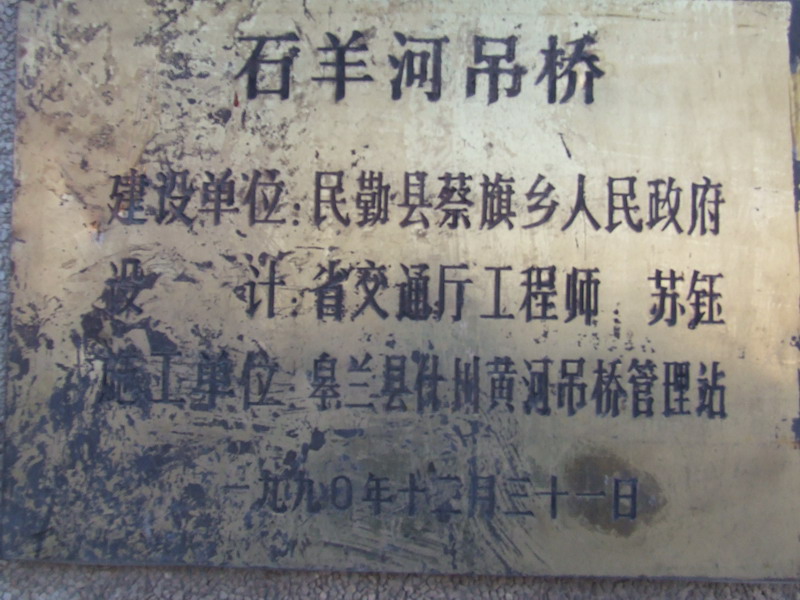 石羊河吊桥
建设单位:民勤县蔡旗乡人民政府
设 计:省交通厅工程师 苏钰
施工单位:皋兰县什川黄河吊桥管理站
一九九〇年十二月三十一日